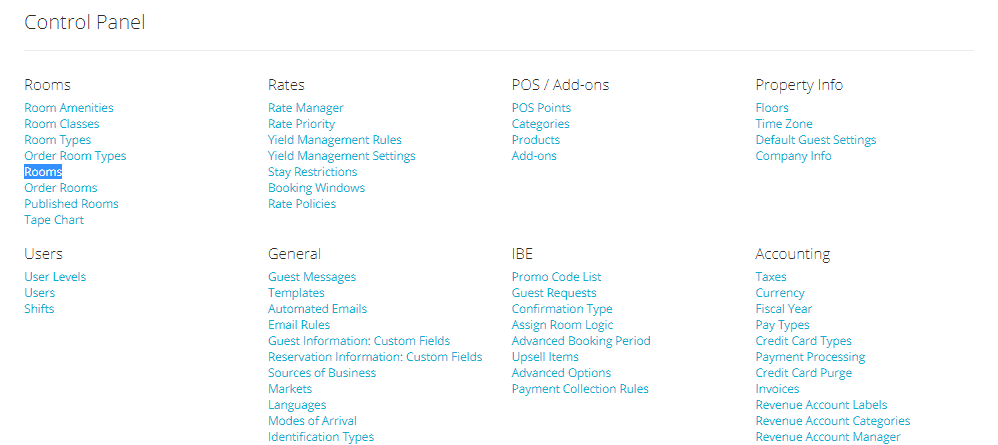 Control Panel
Rooms
Room Amenities
Room Classes
Room Types
Order Room Types
Rooms
Order Rooms
Published Rooms
Tape Chart
Rates
Rate Manager
Rate Priority
Yield Management Rules
Yield Management Settings
Stay Restrictions
Booking Windows
Rate Policies
POS / Add-ons
POS Points
Categories
Products
Add-ons
Property Info
Floors
Time Zone
Default Guest Settings
Company Info
Users
User Levels
Users
Shifts
General
Guest Messages
Templates
Automated Emails
Email Rules
Guest Information: Custom Fields
Reservation Information: Custom Fields
Sources of Business
Markets
Languages
Modes of Arrival
Identification Types
IBE
Promo Code List
Guest Requests
Confirmation Type
Assign Room Logic
Advanced Booking Period
Upsell Items
Advanced Options
Payment Collection Rules
Accounting
Taxes
Currency
Fiscal Year
Pay Types
Credit Card Types
Payment Processing
Credit Card Purge
Invoices
Revenue Account Labels
Revenue Account Categories
Revenue Account Manager